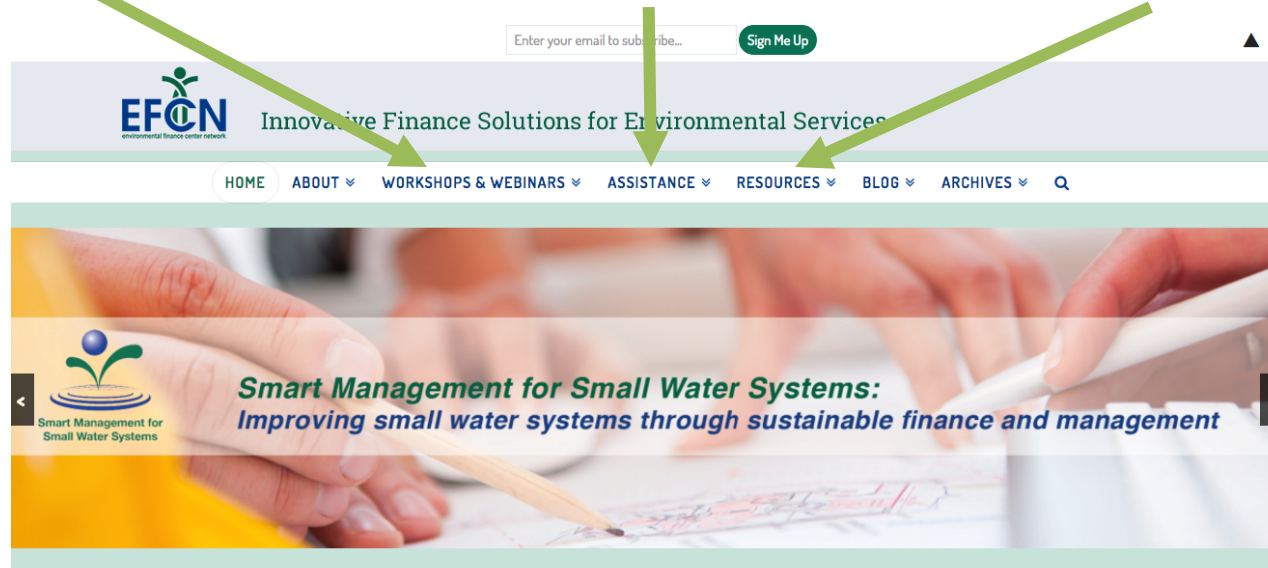 Enter your email to subscribe...
Sign Me Up
EFCN
environmental finance center network
Innovative Finance Solutions for Environmental Services
HOME ABOUT WORKSHOPS & WEBINARS ASSISTANCE RESOURCES BLOG ARCHIVES
Smart Management for Small Water Systems:
Improving small water systems through sustainable finance and management
Smart Management for
Small Water Systems